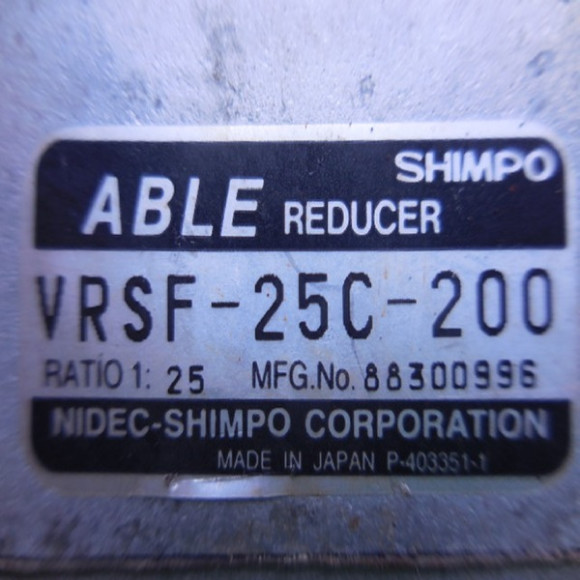 SHIMPO
ABLE REDUCER
VRSF-25C-200
RATIO 1: 25 MFG.No. 88300996
NIDEC-SHIMPO CORPORATION
MADE IN JAPAN P-403351-1